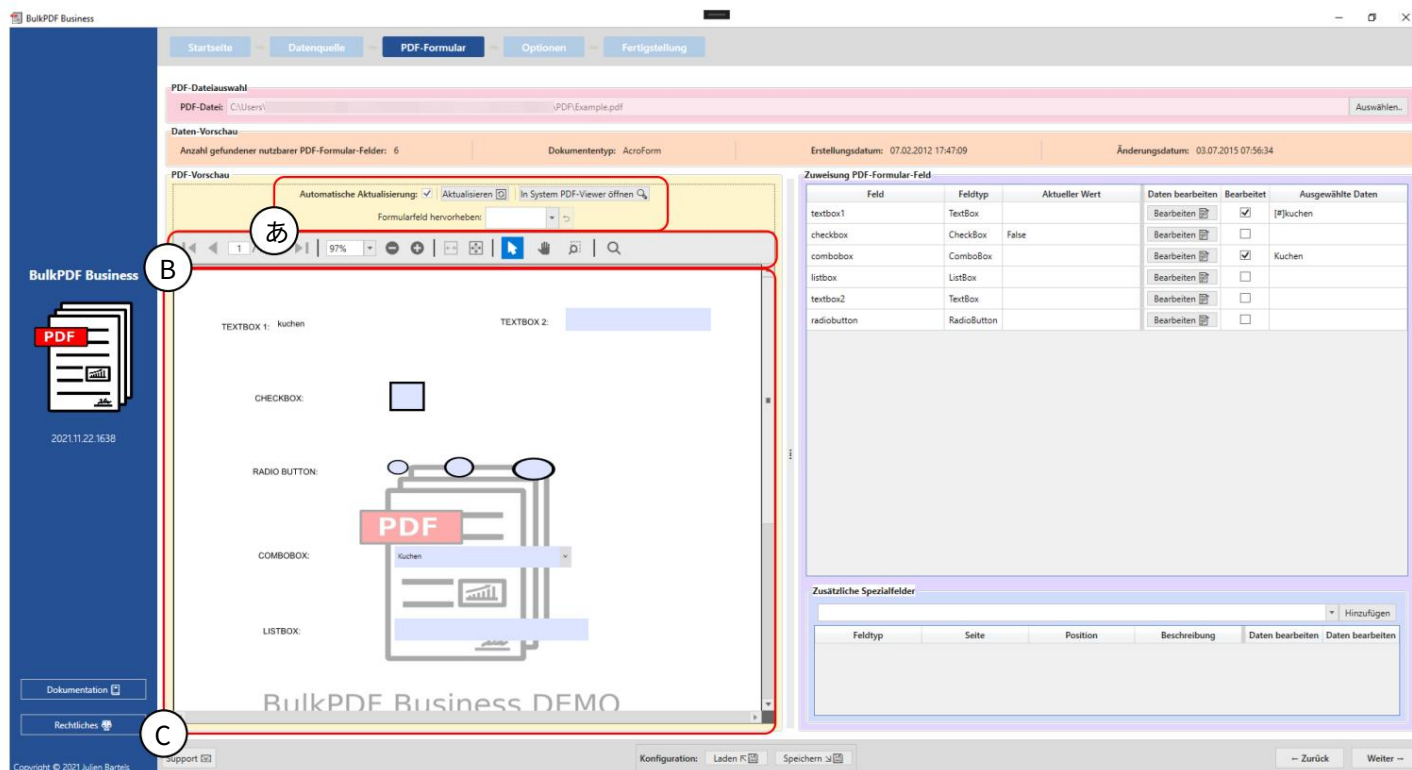 BulkPDF Business
Startseite Datenquelle PDF-Formular Optionen Fertigstellung
PDF-Dateiauswahl
PDF-Datei: C:\Users\ \PDF\Example.pdf Auswählen..
Daten-Vorschau
Anzahl gefundener nutzbarer PDF-Formular-Felder: 6 Dokumententyp: AcroForm Erstellungsdatum: 07.02.2012 17:47:09 Änderungsdatum: 03.07.2015 07:56:34
PDF-Vorschau
Automatische Aktualisierung: Aktualisieren In System PDF-Viewer öffnen
Formularfeld hervorheben:
あ
1 97%
B
TEXTBOX 1: kuchen TEXTBOX 2:
CHECKBOX:
RADIO BUTTON:
PDF
COMBOBOX: Kuchen
LISTBOX:
BulkPDF Business DEMO
C
Zuweisung PDF-Formular-Feld
Feld Feldtyp Aktueller Wert Daten bearbeiten Bearbeitet Ausgewählte Daten
textbox1 TextBox Bearbeiten [#]kuchen
checkbox CheckBox False Bearbeiten
combobox ComboBox Bearbeiten Kuchen
listbox ListBox Bearbeiten
textbox2 TextBox Bearbeiten
radiobutton RadioButton Bearbeiten
Zusätzliche Spezialfelder
Hinzufügen
Feldtyp Seite Position Beschreibung Daten bearbeiten Daten bearbeiten
BulkPDF Business
PDF
2021.11.22.1638
Dokumentation
Rechtliches
Copyright © 2021 Julien Bartels
Support Konfiguration: Laden Speichern Zurück Weiter